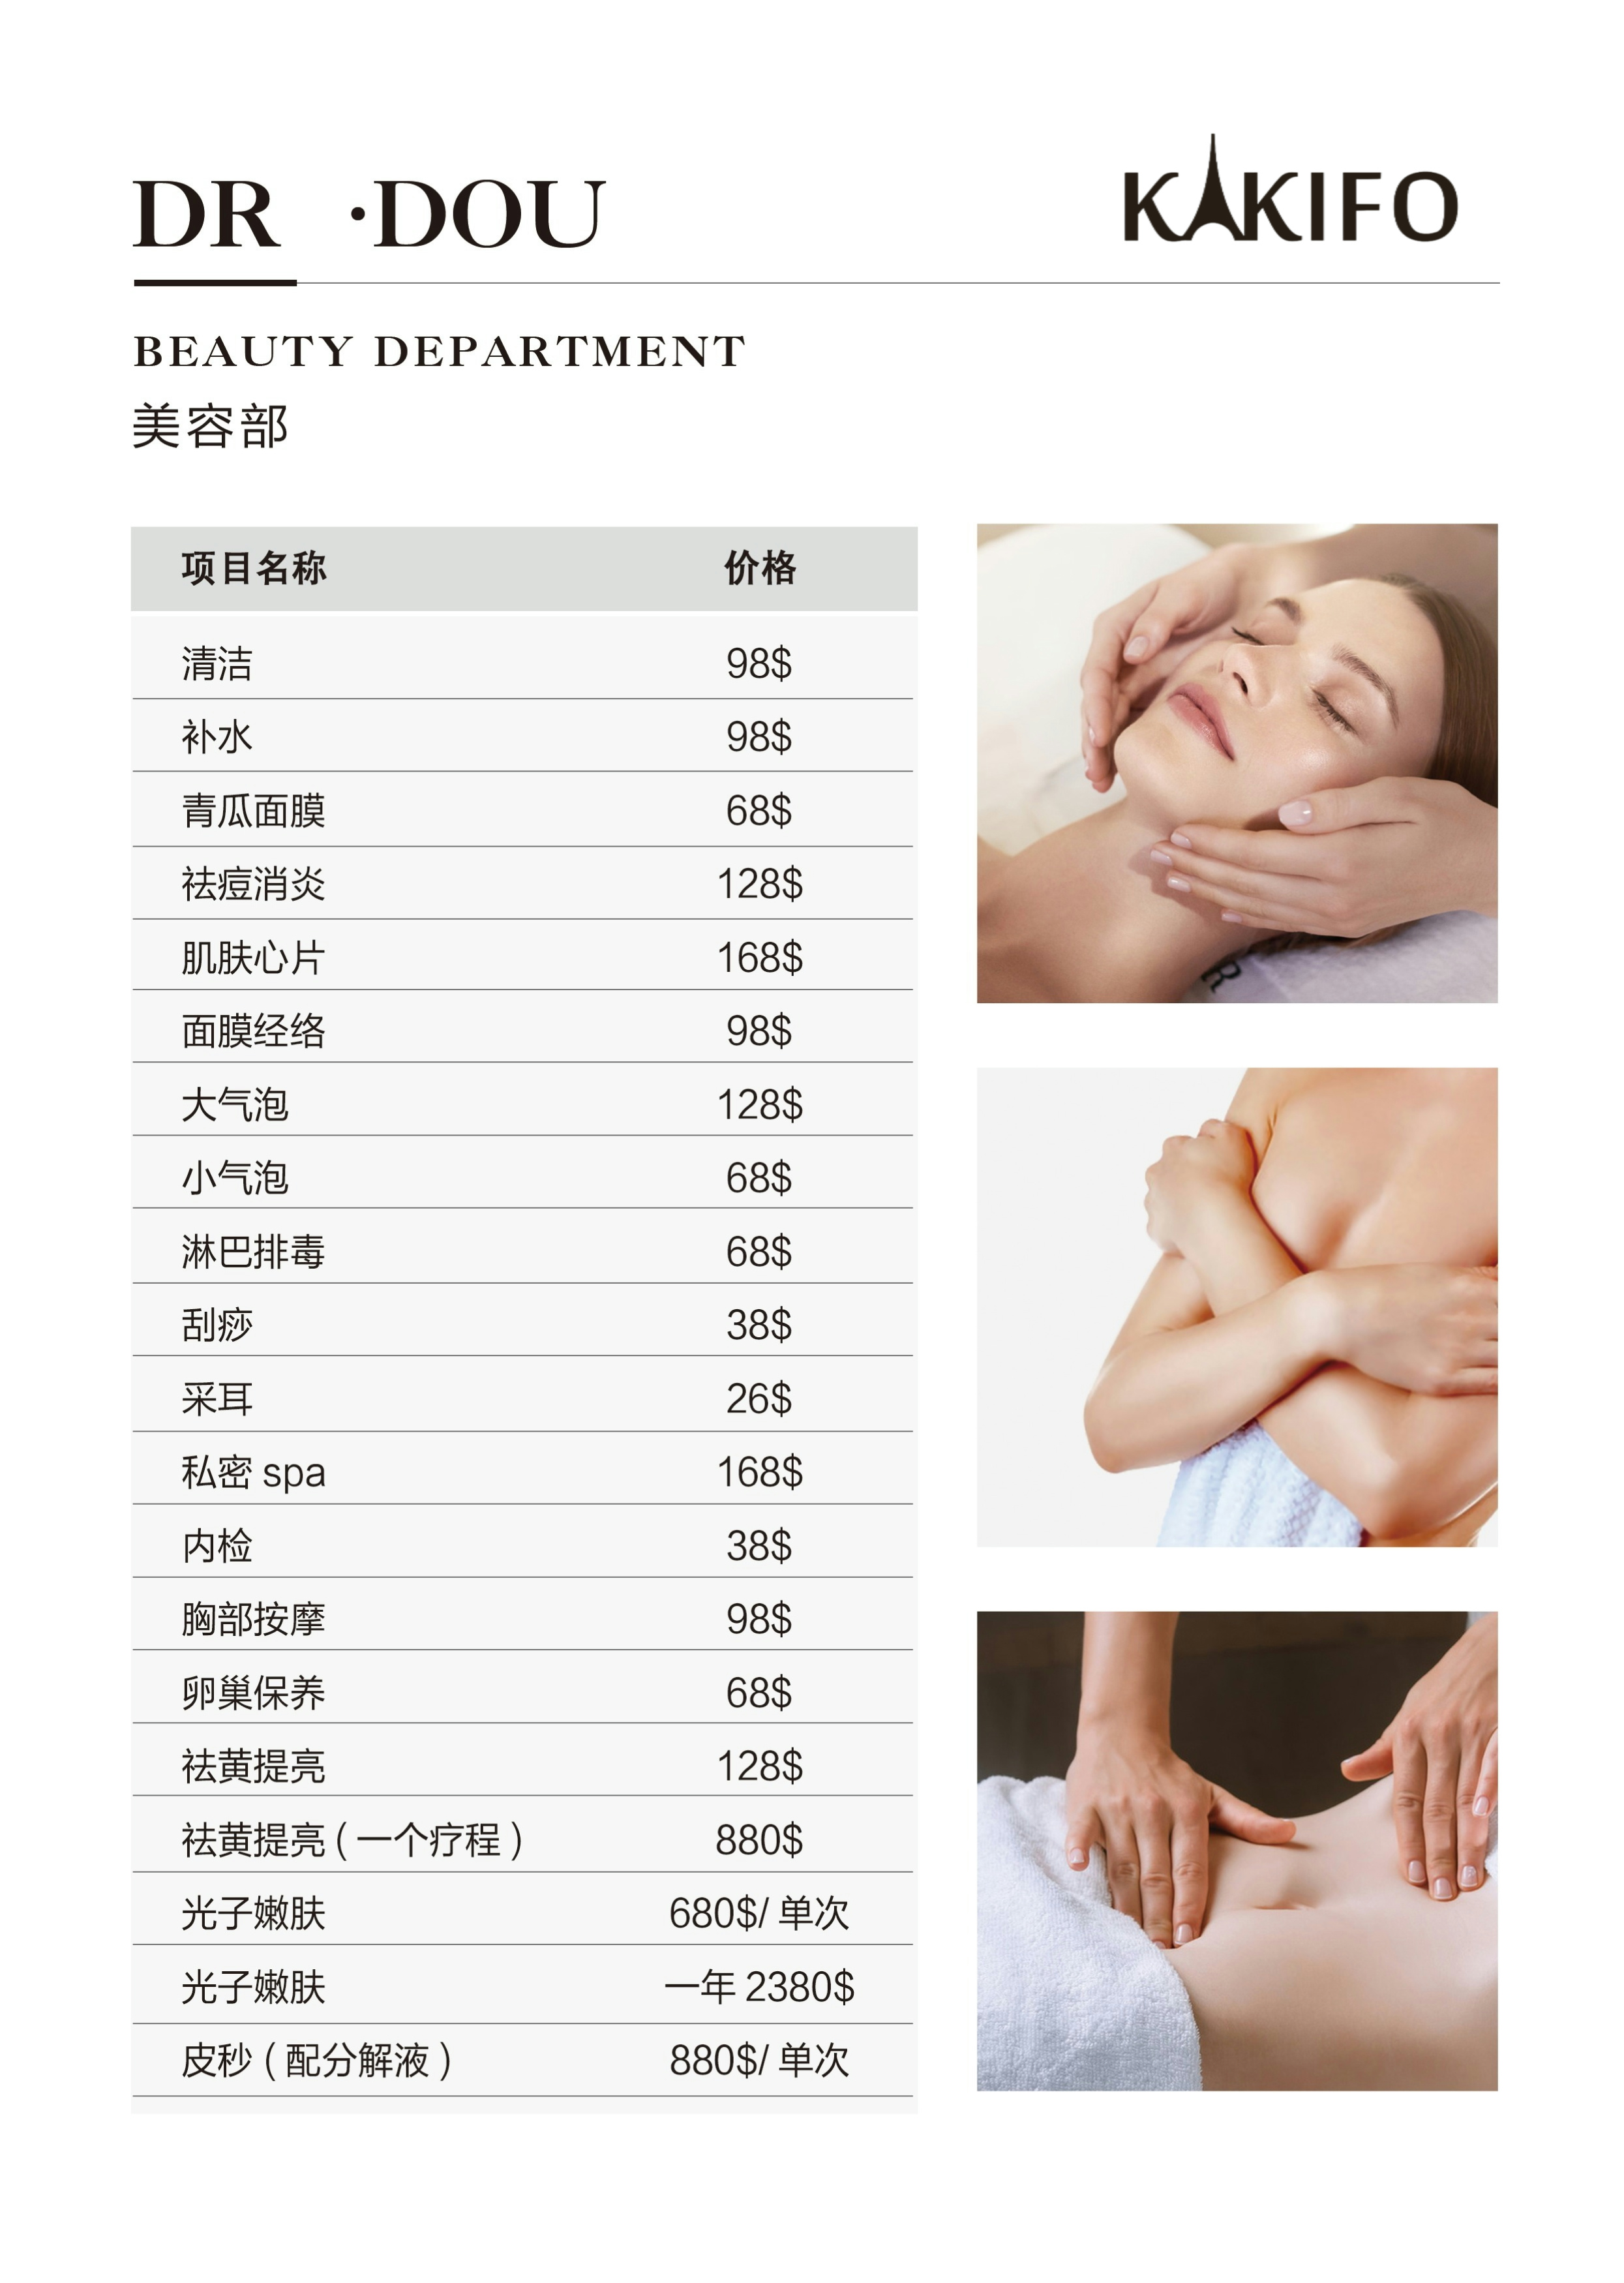 DR ·DOU
KAKIFO
BEAUTY DEPARTMENT
美容部
项目名称 价格
清洁 98$
补水 98$
青瓜面膜 68$
祛痘消炎 128$
肌肤心片 168$
面膜经络 98$
大气泡 128$
小气泡 68$
淋巴排毒 68$
刮痧 38$
采耳 26$
私密 spa 168$
内检 38$
胸部按摩 98$
卵巢保养 68$
祛黄提亮 128$
祛黄提亮 ( 一个疗程 ) 880$
光子嫩肤 680$/ 单次
光子嫩肤 一年 2380$
皮秒 ( 配分解液 ) 880$/ 单次